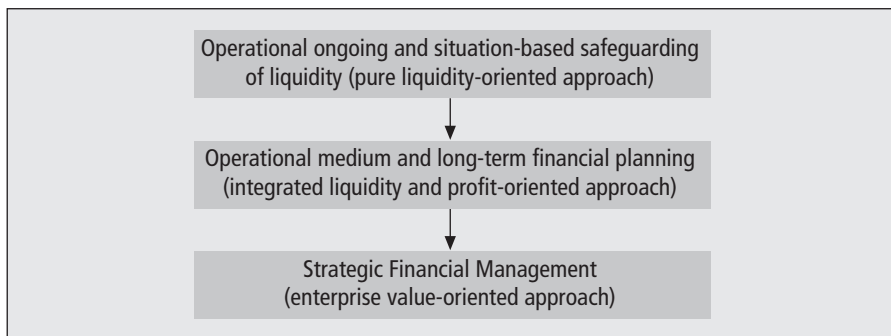 Operational ongoing and situation-based safeguarding
of liquidity (pure liquidity-oriented approach)
Operational medium and long-term financial planning
(integrated liquidity and profit-oriented approach)
Strategic Financial Management
(enterprise value-oriented approach)